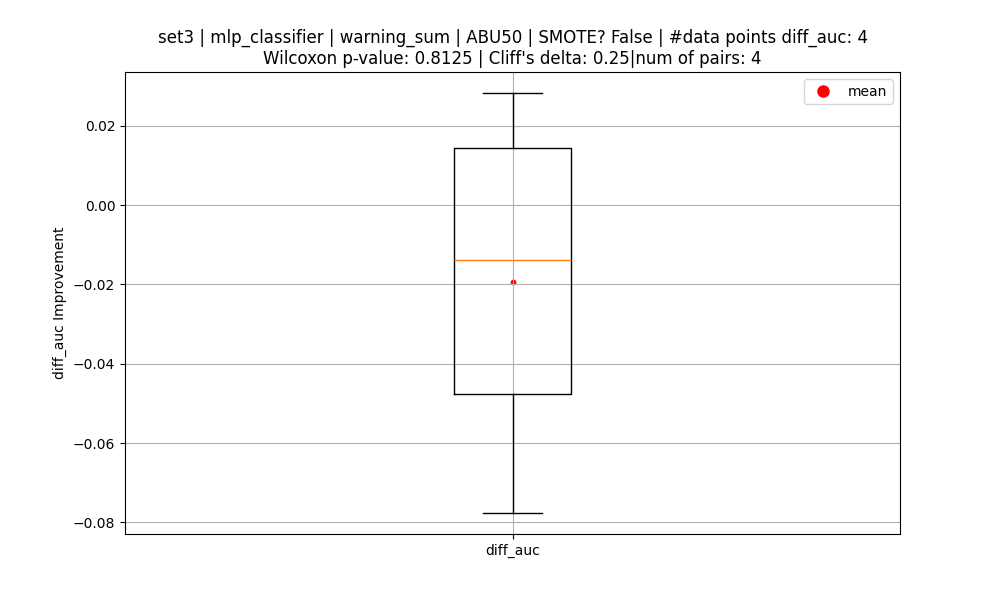 set3 | mlp_classifier | warning_sum | ABU50 | SMOTE? False | #data points diff_auc: 4
Wilcoxon p-value: 0.8125 | Cliff's delta: 0.25|num of pairs: 4
mean
0.02
0.00
−0.02
−0.04
−0.06
−0.08
diff_auc Improvement
diff_auc